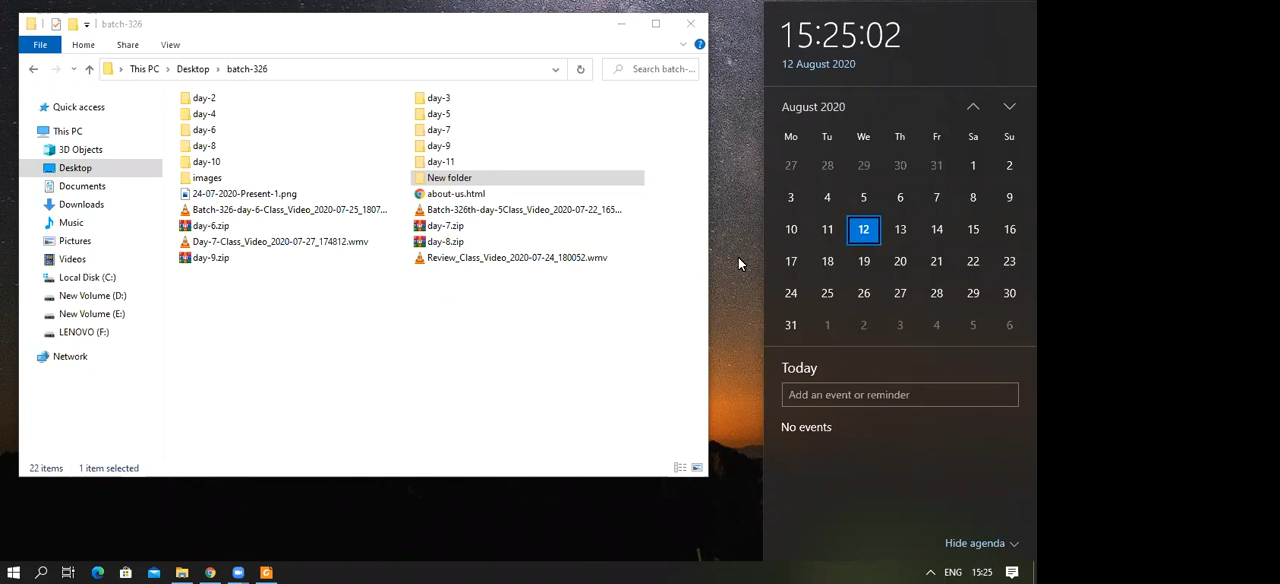 batch-326
File Home Share View
This PC Desktop batch-326 Search batch-...
Quick access
This PC
3D Objects
Desktop
Documents
Downloads
Music
Pictures
Videos
Local Disk (C:)
New Volume (D:)
New Volume (E:)
LENOVO (F:)
Network
day-2 day-3
day-4 day-5
day-6 day-7
day-8 day-9
day-10 day-11
images New folder
24-07-2020-Present-1.png about-us.html
Batch-326-day-6-Class_Video_2020-07-25_1807... Batch-326th-day-5Class_Video_2020-07-22_165...
day-6.zip day-7.zip
Day-7-Class_Video_2020-07-27_174812.wmv day-8.zip
day-9.zip Review_Class_Video_2020-07-24_180052.wmv
22 items 1 item selected
15:25:02
12 August 2020
August 2020
Mo Tu We Th Fr Sa Su
27 28 29 30 31 1 2
3 4 5 6 7 8 9
10 11 12 13 14 15 16
17 18 19 20 21 22 23
24 25 26 27 28 29 30
31 1 2 3 4 5 6
Today
Add an event or reminder
No events
Hide agenda
ENG 15:25